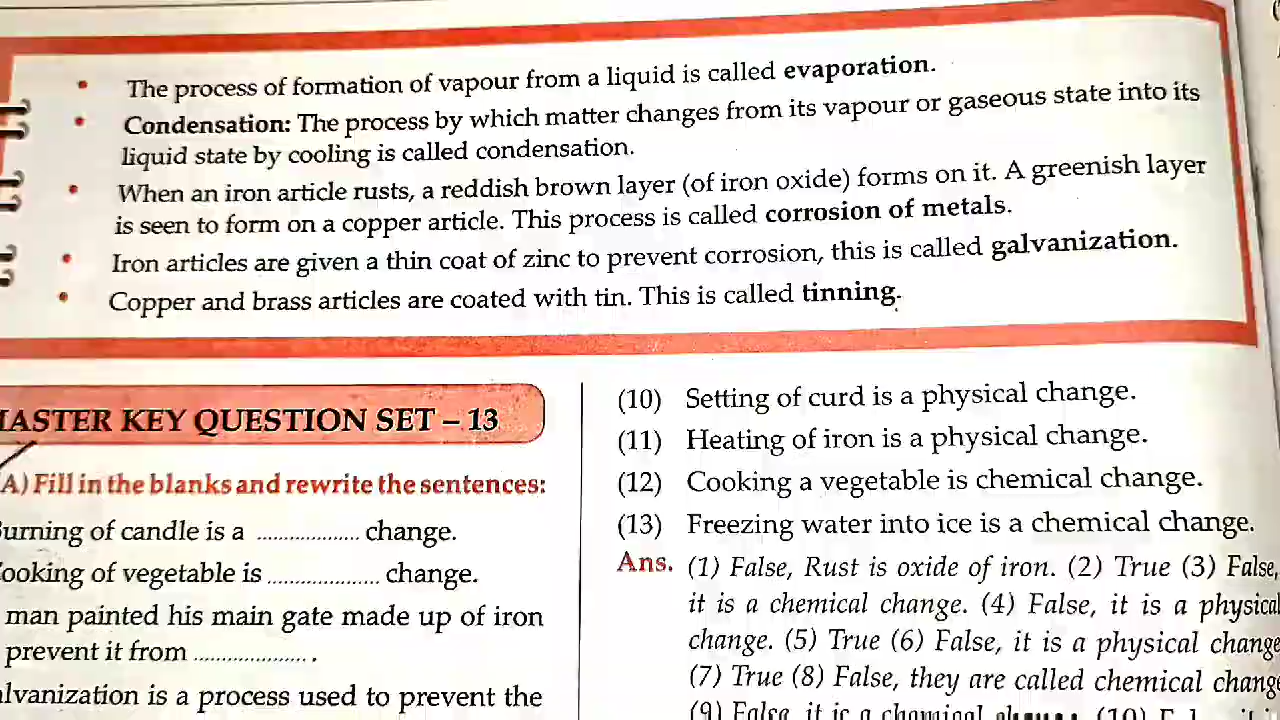 • The process of formation of vapour from a liquid is called evaporation.
• Condensation: The process by which matter changes from its vapour or gaseous state into its
liquid state by cooling is called condensation.
• When an iron article rusts, a reddish brown layer (of iron oxide) forms on it. A greenish layer
is seen to form on a copper article. This process is called corrosion of metals.
• Iron articles are given a thin coat of zinc to prevent corrosion, this is called galvanization.
• Copper and brass articles are coated with tin. This is called tinning.
ASTER KEY QUESTION SET – 13
A) Fill in the blanks and rewrite the sentences:
urning of candle is a .................... change.
ooking of vegetable is .................... change.
man painted his main gate made up of iron
prevent it from .................... .
lvanization is a process used to prevent the
(10) Setting of curd is a physical change.
(11) Heating of iron is a physical change.
(12) Cooking a vegetable is chemical change.
(13) Freezing water into ice is a chemical change.
Ans. (1) False, Rust is oxide of iron. (2) True (3) False,
it is a chemical change. (4) False, it is a physical
change. (5) True (6) False, it is a physical change
(7) True (8) False, they are called chemical change
(9) False, it is a chemical change. (10)